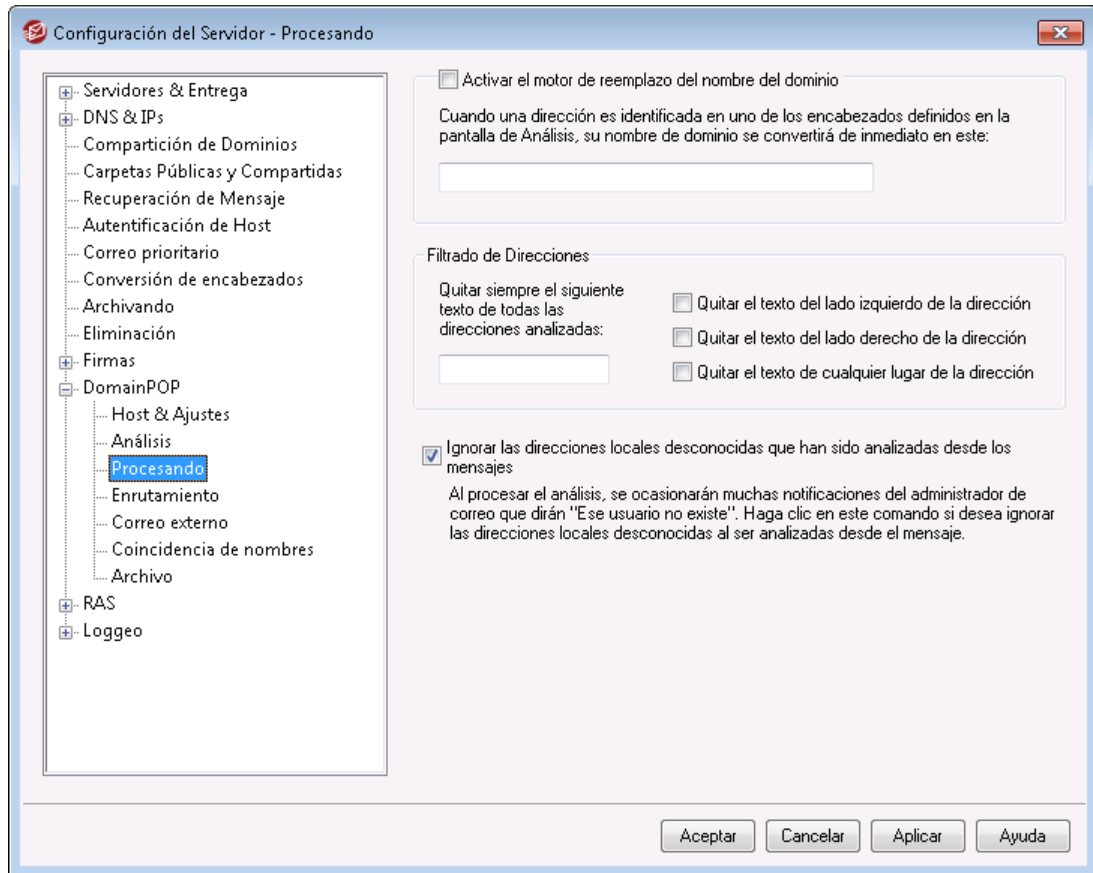 Configuración del Servidor - Procesando
Servidores & Entrega
DNS & IPs
Compartición de Dominios
Carpetas Públicas y Compartidas
Recuperación de Mensaje
Autentificación de Host
Correo prioritario
Conversión de encabezados
Archivando
Eliminación
Firmas
DomainPOP
Host & Ajustes
Análisis
Procesando
Enrutamiento
Correo externo
Coincidencia de nombres
Archivo
RAS
Loggeo
Activar el motor de reemplazo del nombre del dominio
Cuando una dirección es identificada en uno de los encabezados definidos en la
pantalla de Análisis, su nombre de dominio se convertirá de inmediato en este:
Filtrado de Direcciones
Quitar siempre el siguiente
texto de todas las
direcciones analizadas:
Quitar el texto del lado izquierdo de la dirección
Quitar el texto del lado derecho de la dirección
Quitar el texto de cualquier lugar de la dirección
Ignorar las direcciones locales desconocidas que han sido analizadas desde los
mensajes
Al procesar el análisis, se ocasionarán muchas notificaciones del administrador de
correo que dirán "Ese usuario no existe". Haga clic en este comando si desea ignorar
las direcciones locales desconocidas al ser analizadas desde el mensaje.
Aceptar
Cancelar
Aplicar
Ayuda